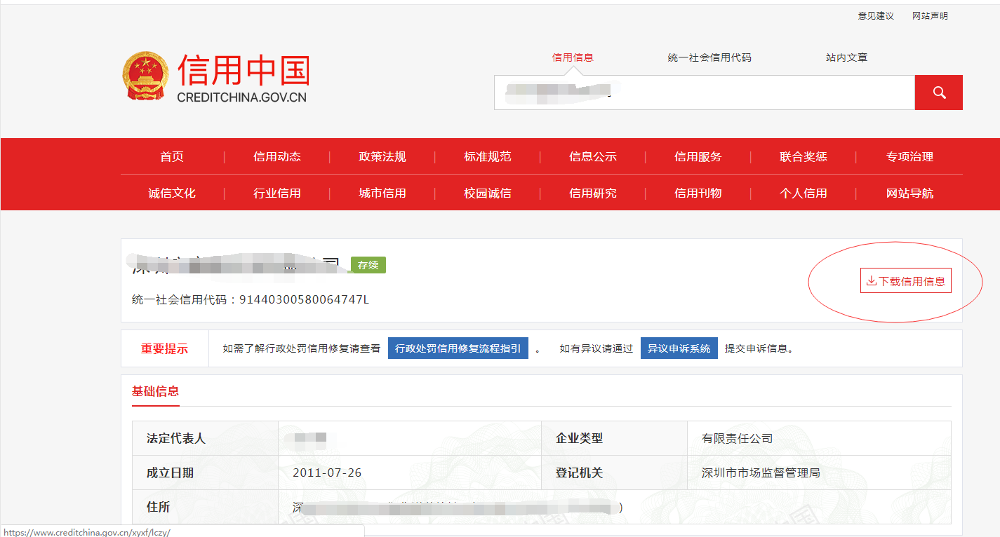 意见建议 网站声明
信用中国
CREDITCHINA.GOV.CN
信用信息 统一社会信用代码 站内文章
首页 信用动态 政策法规 标准规范 信息公示 信用服务 联合奖惩 专项治理
诚信文化 行业信用 城市信用 校园诚信 信用研究 信用刊物 个人信用 网站导航
存续
下载信用信息
统一社会信用代码：91440300580064747L
重要提示 如需了解行政处罚信用修复请查看 行政处罚信用修复流程指引 。 如有异议请通过 异议申诉系统 提交申诉信息。
基础信息
法定代表人 企业类型 有限责任公司
成立日期 2011-07-26 登记机关 深圳市市场监督管理局
住所 深 )
https://www.creditchina.gov.cn/xyxf/lczy/